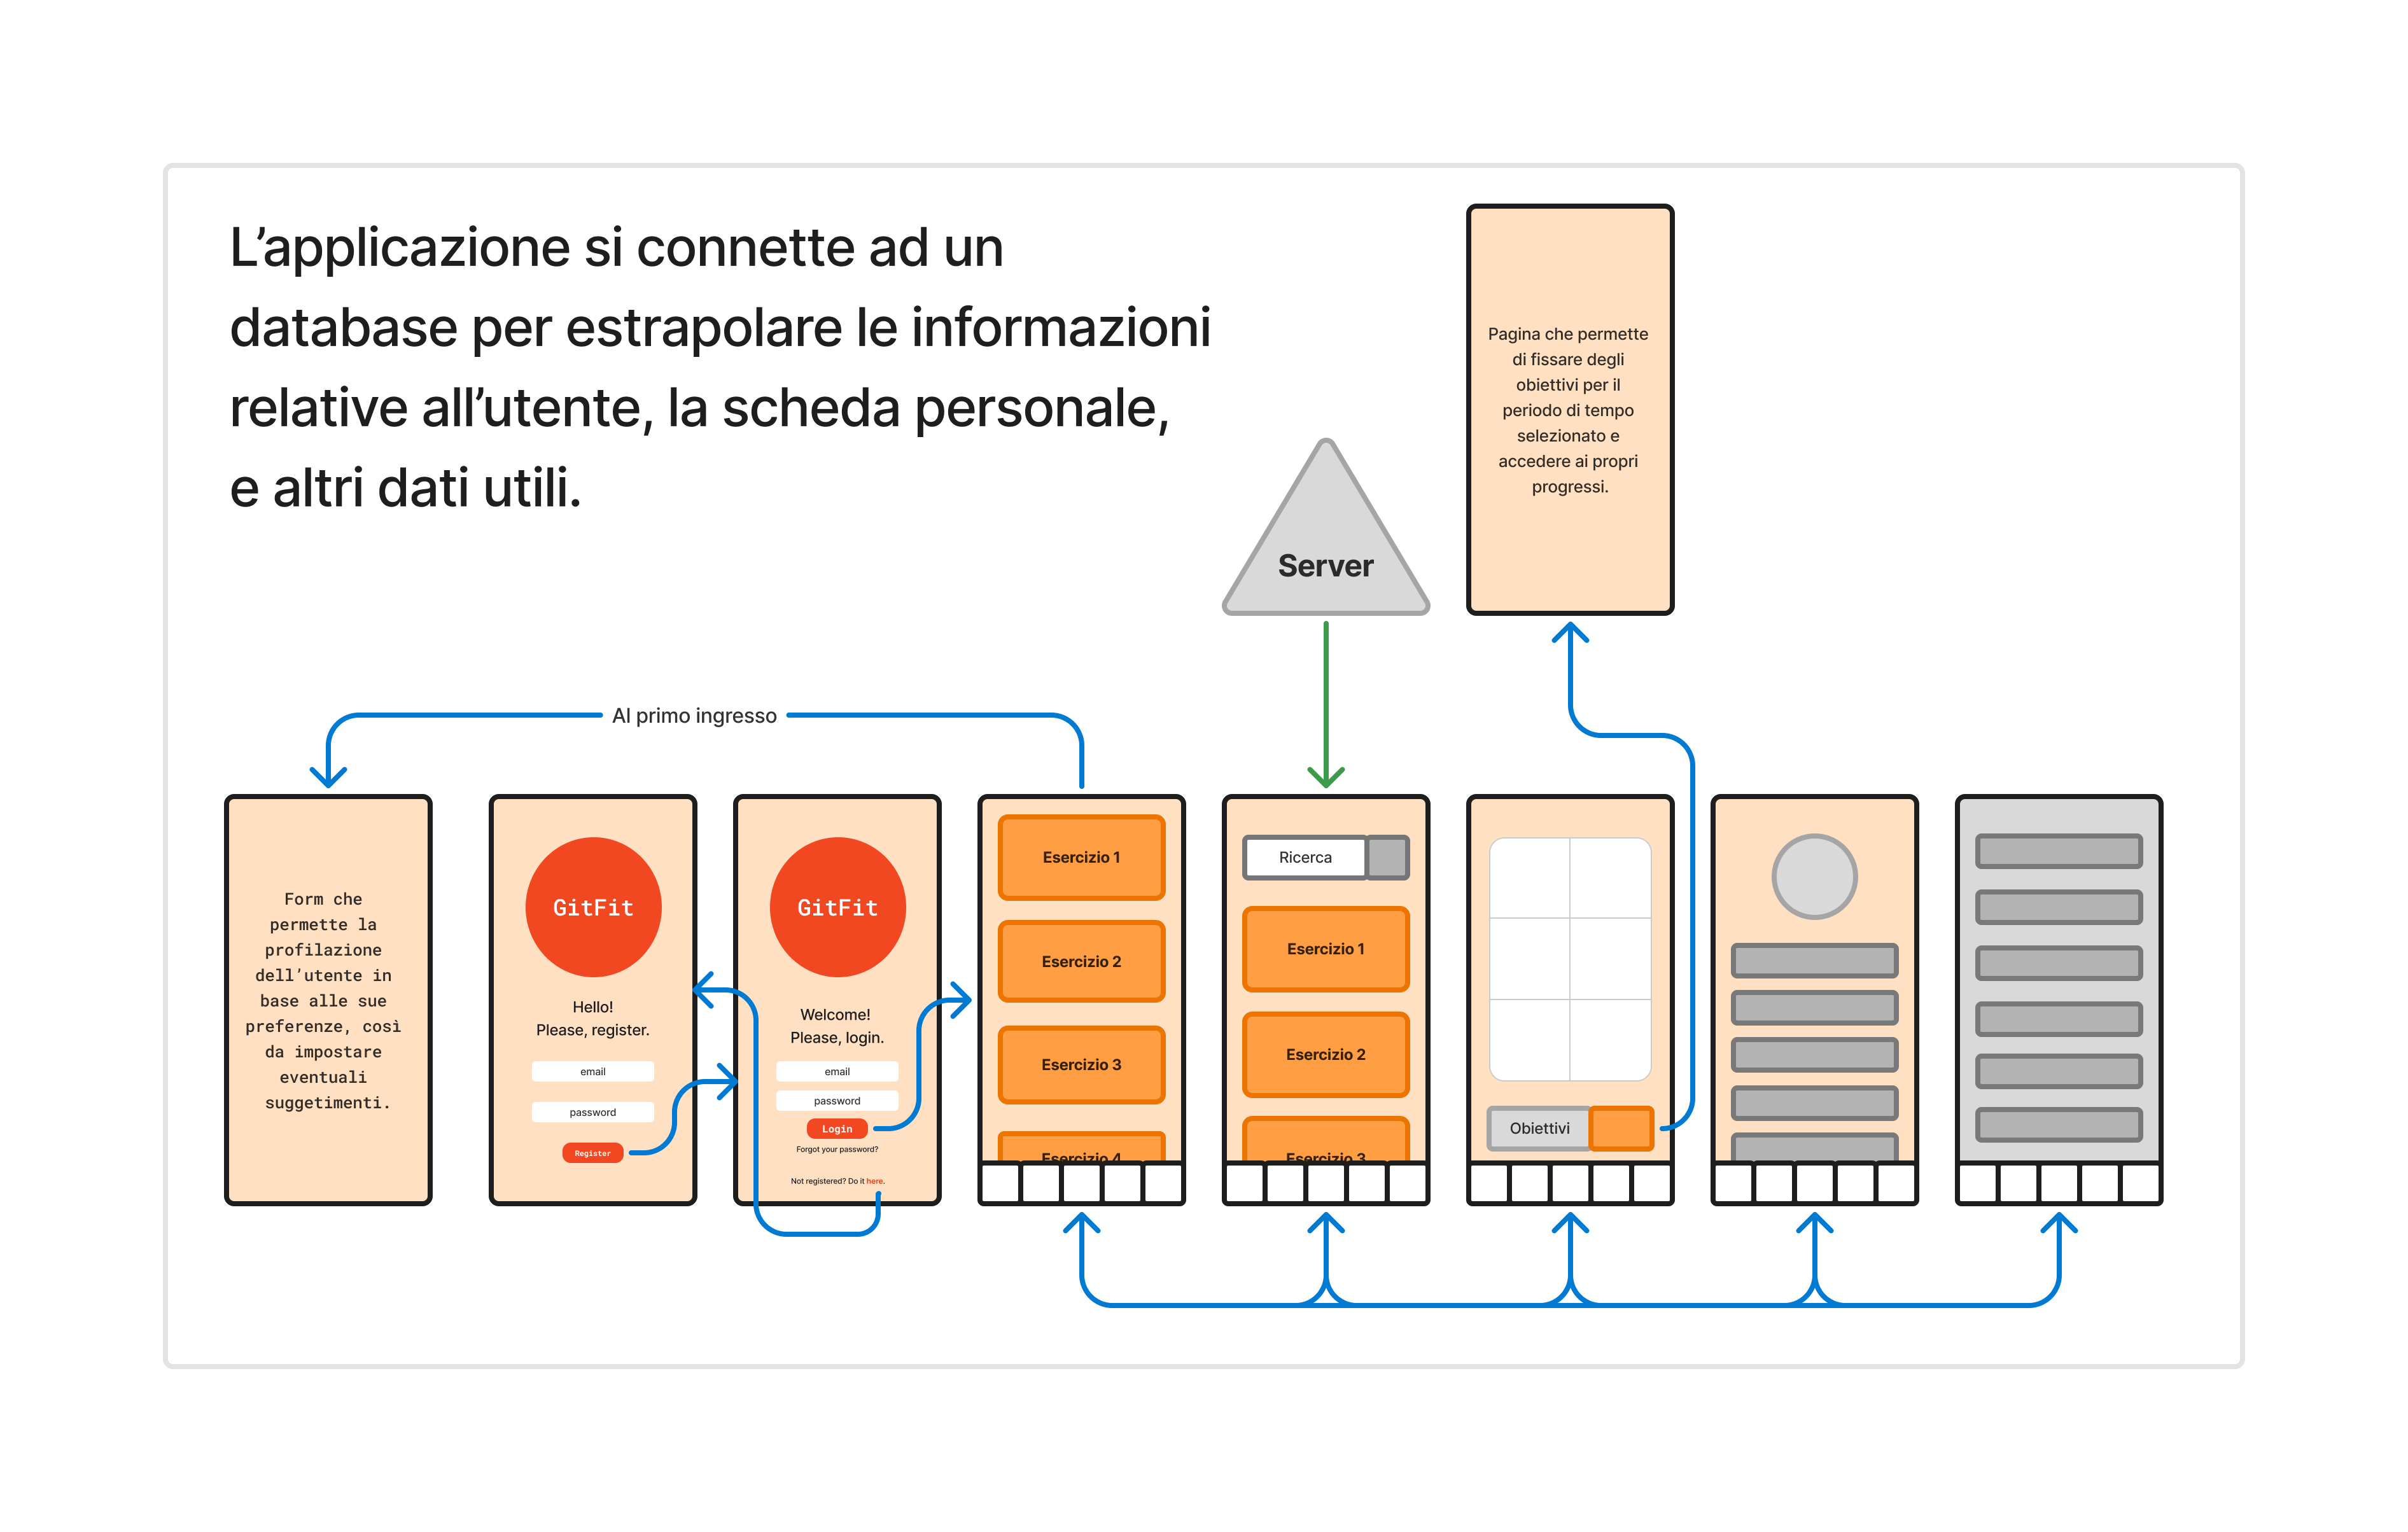 L’applicazione si connette ad un
database per estrapolare le informazioni
relative all’utente, la scheda personale,
e altri dati utili.
Pagina che permette
di fissare degli
obiettivi per il
periodo di tempo
selezionato e
accedere ai propri
progressi.
Server
Al primo ingresso
Form che
permette la
profilazione
dell’utente in
base alle sue
preferenze, così
da impostare
eventuali
suggetimenti.
GitFit
Hello!
Please, register.
email
password
Register
GitFit
Welcome!
Please, login.
email
password
Login
Forgot your password?
Not registered? Do it here.
Esercizio 1
Esercizio 2
Esercizio 3
Esercizio 4
Ricerca
Esercizio 1
Esercizio 2
Esercizio 3
Obiettivi